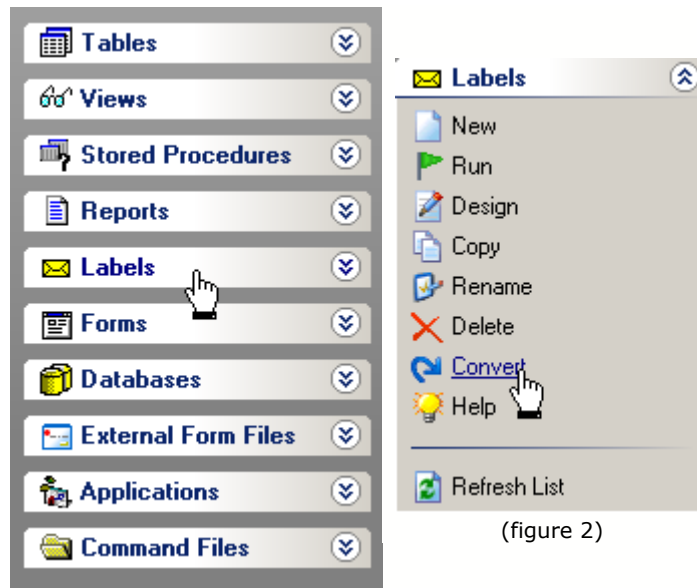 Tables
Views
Stored Procedures
Reports
Labels
Forms
Databases
External Form Files
Applications
Command Files
Labels
New
Run
Design
Copy
Rename
Delete
Convert
Help
Refresh List
(figure 2)